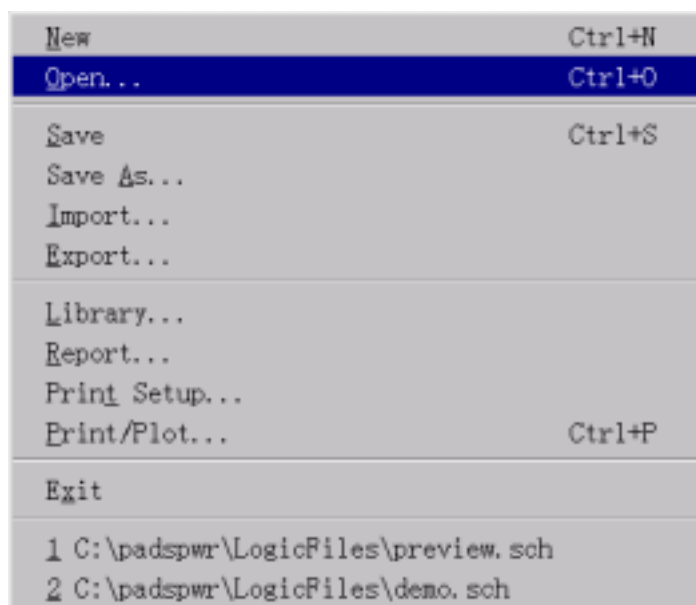 New Ctrl+N
Open... Ctrl+O
Save Ctrl+S
Save As...
Import...
Export...
Library...
Report...
Print Setup...
Print/Plot... Ctrl+P
Exit
1 C:\padspwr\LogicFiles\preview.sch
2 C:\padspwr\LogicFiles\demo.sch